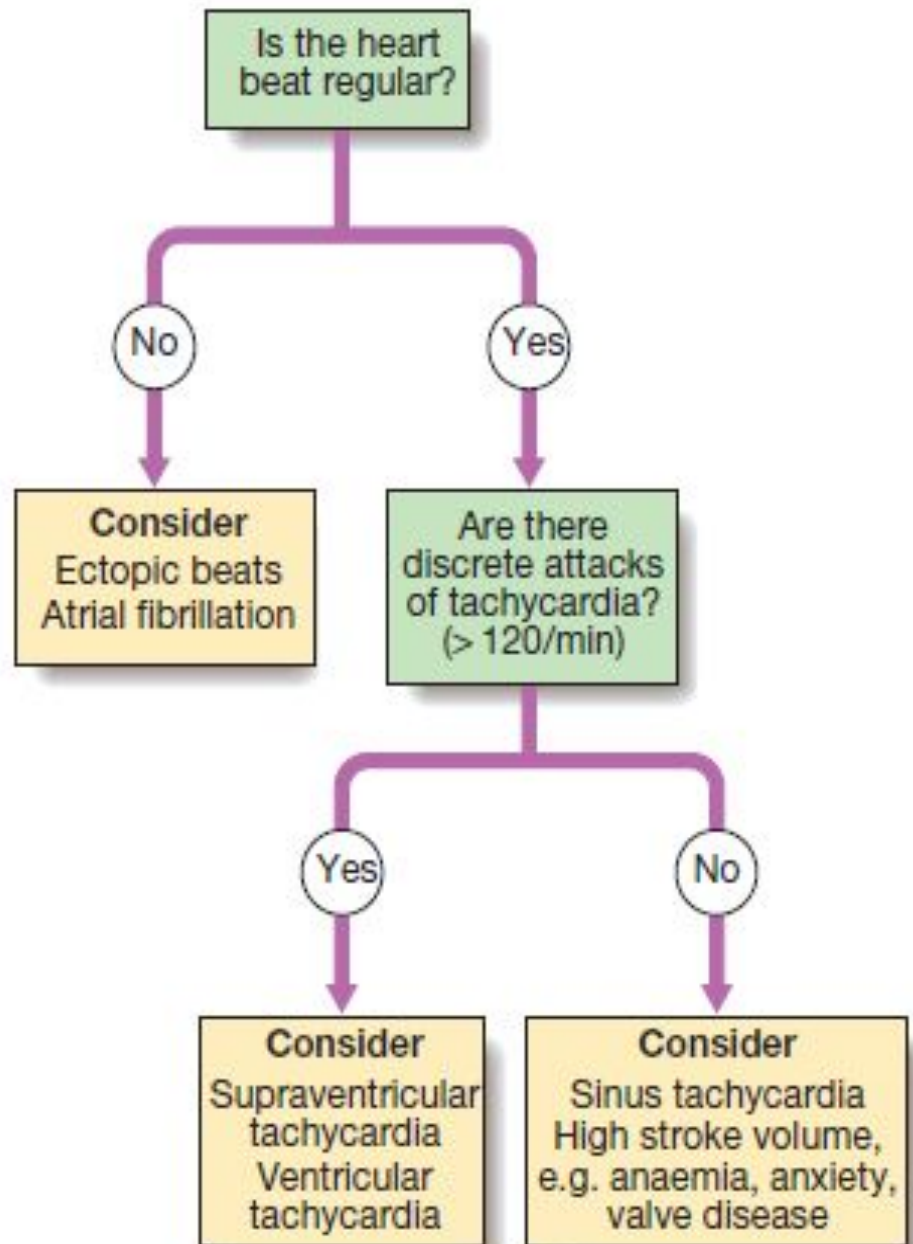 Is the heart
beat regular?
No
Yes
Consider
Ectopic beats
Atrial fibrillation
Are there
discrete attacks
of tachycardia?
(> 120/min)
Yes
No
Consider
Supraventricular
tachycardia
Ventricular
tachycardia
Consider
Sinus tachycardia
High stroke volume,
e.g. anaemia, anxiety,
valve disease